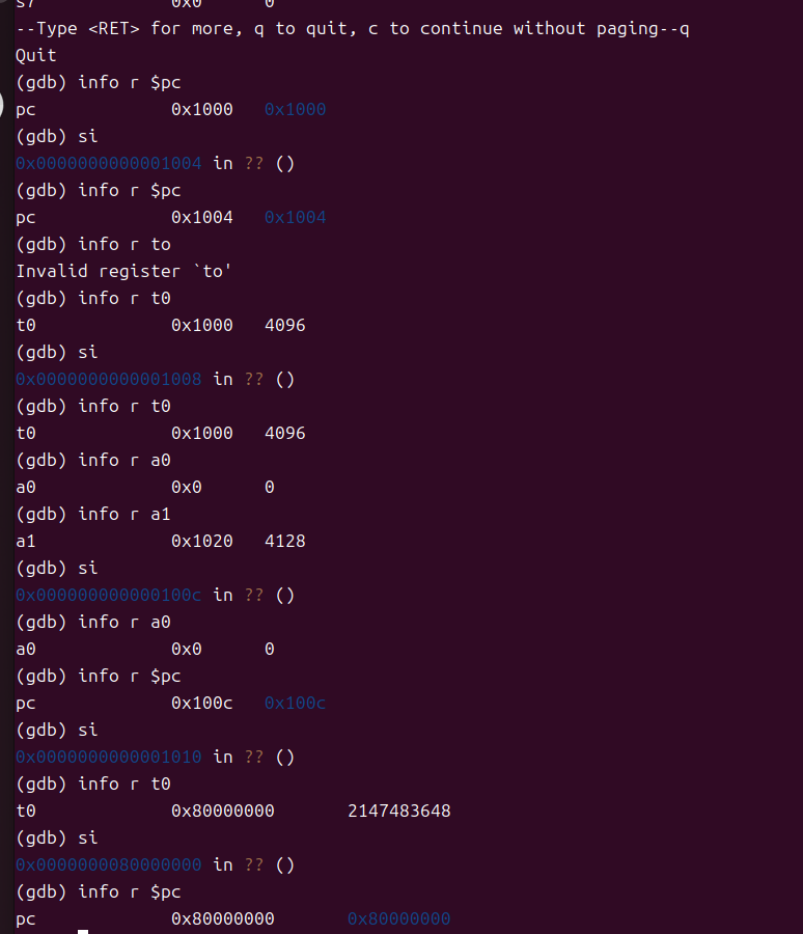 s7 0x0 0
--Type <RET> for more, q to quit, c to continue without paging--q
Quit
(gdb) info r $pc
pc 0x1000 0x1000
(gdb) si
0x0000000000001004 in ?? ()
(gdb) info r $pc
pc 0x1004 0x1004
(gdb) info r to
Invalid register `to'
(gdb) info r t0
t0 0x1000 4096
(gdb) si
0x0000000000001008 in ?? ()
(gdb) info r t0
t0 0x1000 4096
(gdb) info r a0
a0 0x0 0
(gdb) info r a1
a1 0x1020 4128
(gdb) si
0x000000000000100c in ?? ()
(gdb) info r a0
a0 0x0 0
(gdb) info r $pc
pc 0x100c 0x100c
(gdb) si
0x0000000000001010 in ?? ()
(gdb) info r t0
t0 0x80000000 2147483648
(gdb) si
0x0000000080000000 in ?? ()
(gdb) info r $pc
pc 0x80000000 0x80000000